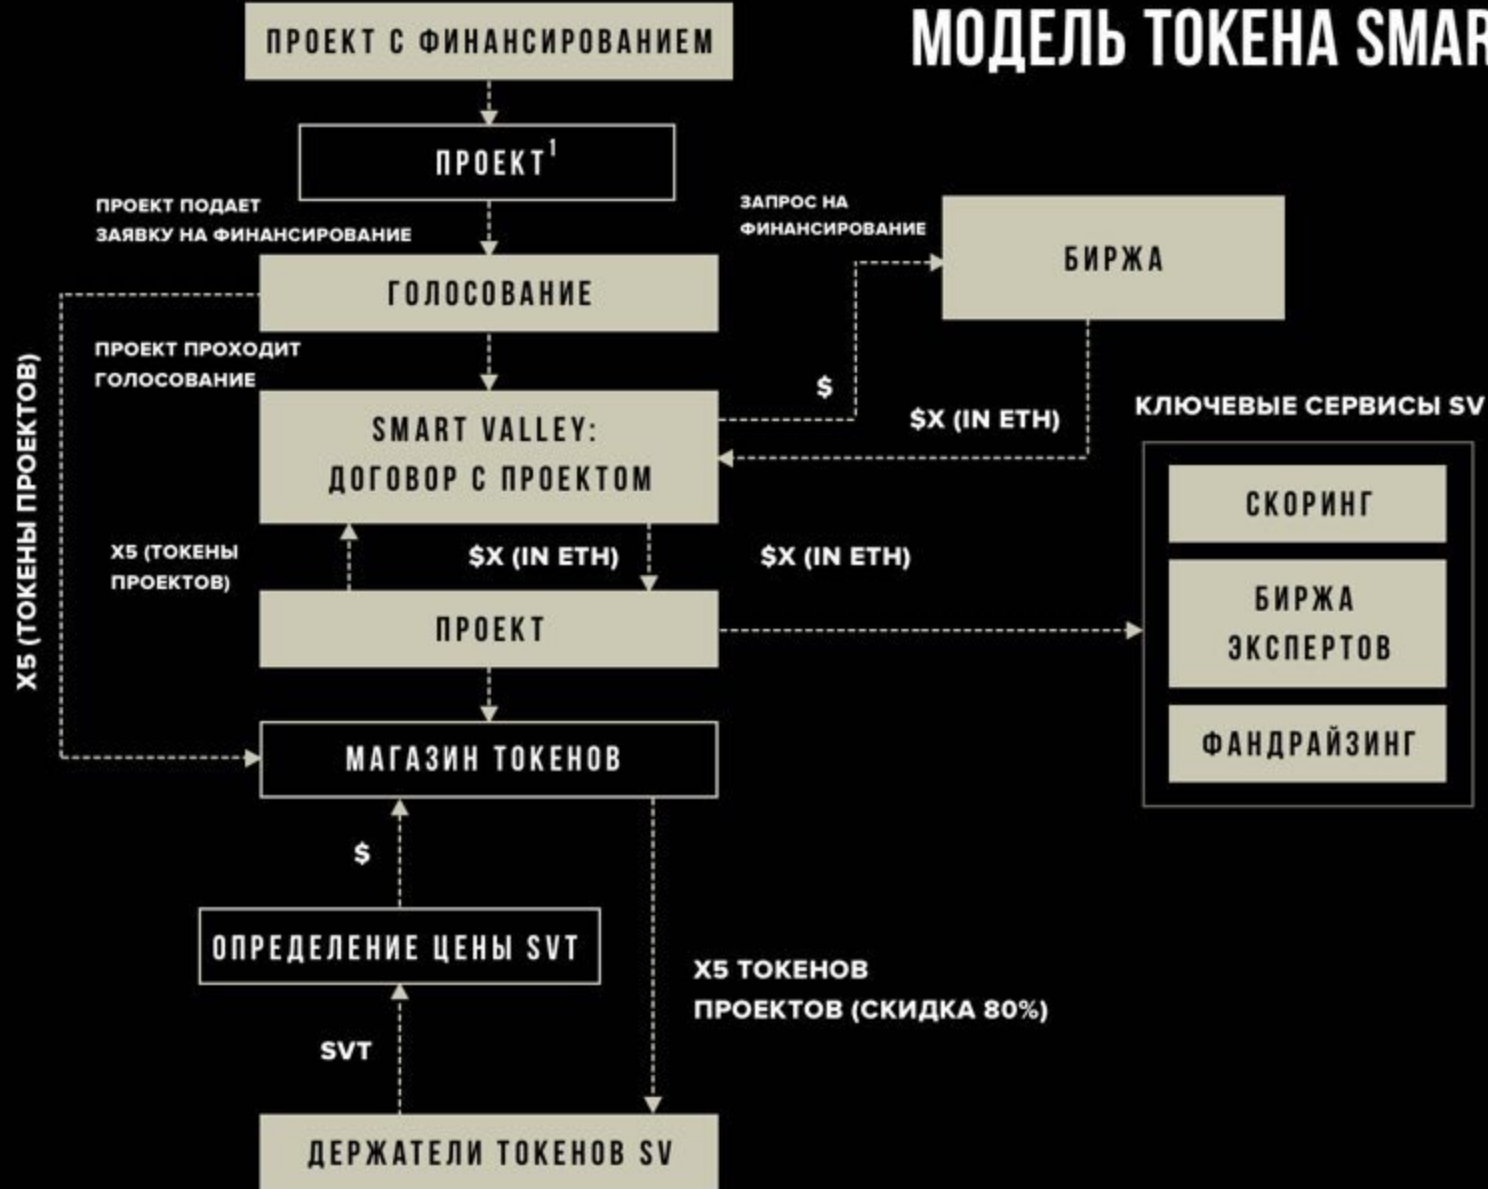 МОДЕЛЬ ТОКЕНА SMAR
ПРОЕКТ С ФИНАНСИРОВАНИЕМ
ПРОЕКТ¹
ПРОЕКТ ПОДАЕТ
ЗАЯВКУ НА ФИНАНСИРОВАНИЕ
ЗАПРОС НА
ФИНАНСИРОВАНИЕ
БИРЖА
ГОЛОСОВАНИЕ
ПРОЕКТ ПРОХОДИТ
ГОЛОСОВАНИЕ
$
$X (IN ETH)
SMART VALLEY:
ДОГОВОР С ПРОЕКТОМ
КЛЮЧЕВЫЕ СЕРВИСЫ SV
СКОРИНГ
БИРЖА
ЭКСПЕРТОВ
ФАНДРАЙЗИНГ
X5 (ТОКЕНЫ ПРОЕКТОВ)
X5 (ТОКЕНЫ
ПРОЕКТОВ)
$X (IN ETH)
$X (IN ETH)
ПРОЕКТ
МАГАЗИН ТОКЕНОВ
$
ОПРЕДЕЛЕНИЕ ЦЕНЫ SVT
X5 ТОКЕНОВ
ПРОЕКТОВ (СКИДКА 80%)
SVT
ДЕРЖАТЕЛИ ТОКЕНОВ SV